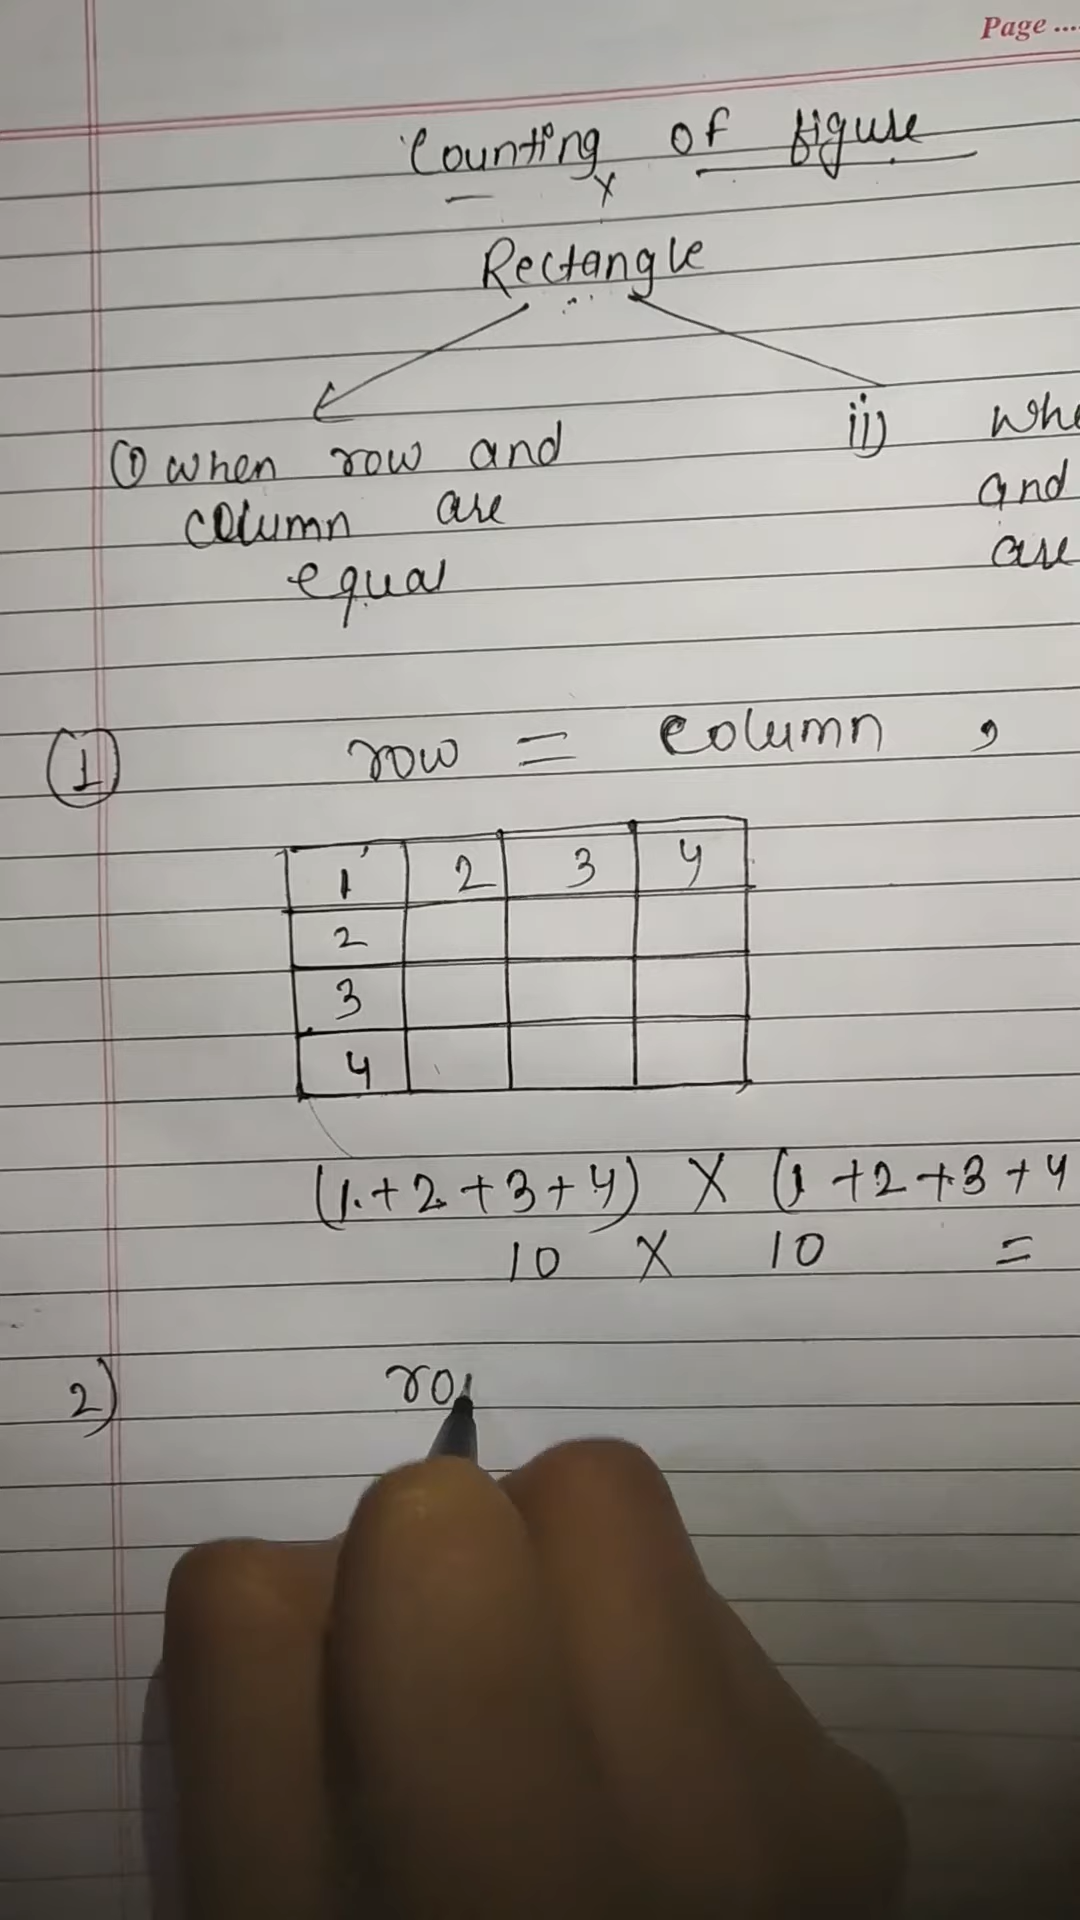 Page ....
Counting of figure
Rectangle
① when row and
column are
equal
ii)
and
are
① row = column ,
1 2 3 4
2
3
4
(1+2+3+4) X (1+2+3+4
10 X 10 =
2) ro